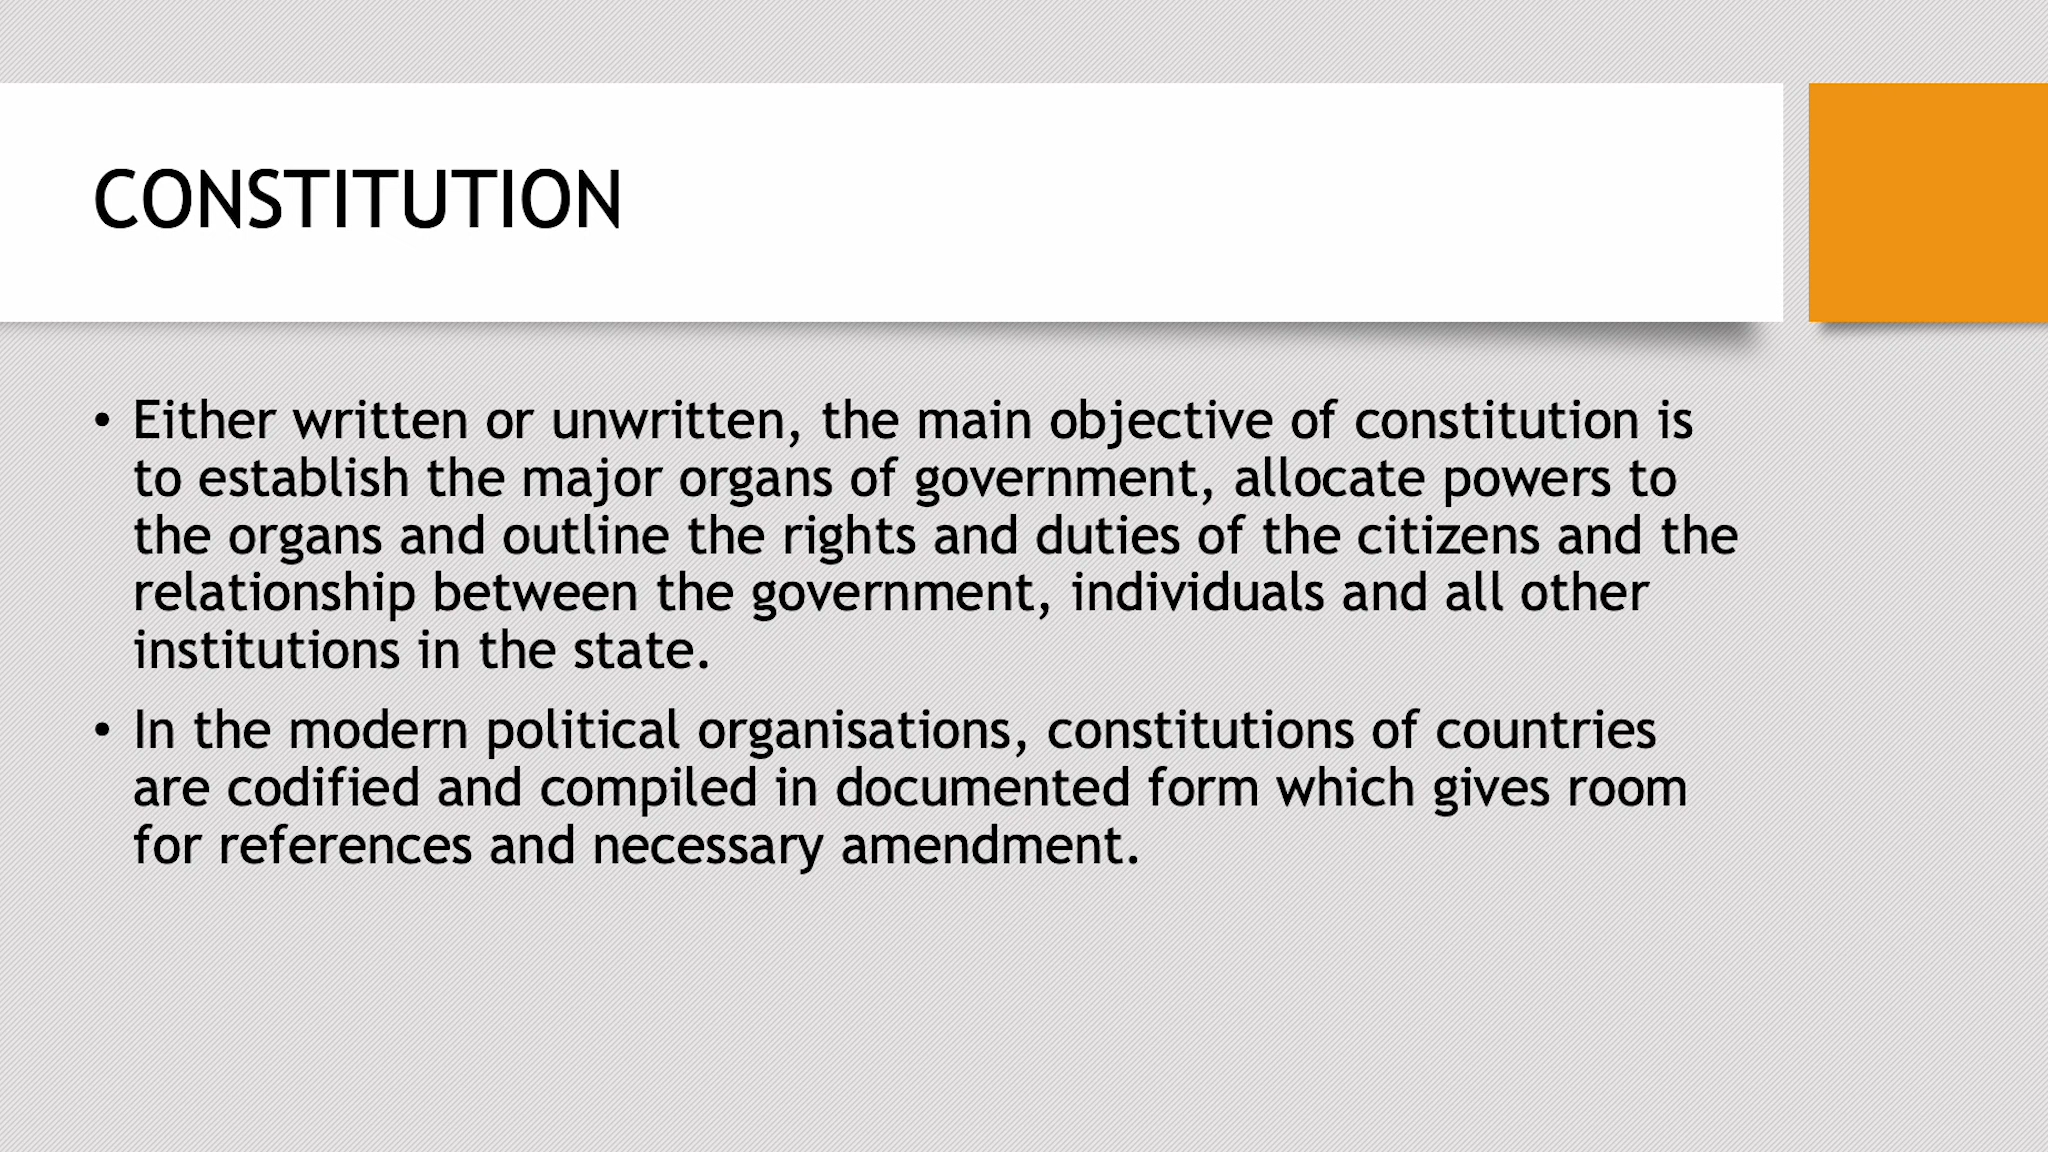 CONSTITUTION
• Either written or unwritten, the main objective of constitution is
to establish the major organs of government, allocate powers to
the organs and outline the rights and duties of the citizens and the
relationship between the government, individuals and all other
institutions in the state.
• In the modern political organisations, constitutions of countries
are codified and compiled in documented form which gives room
for references and necessary amendment.